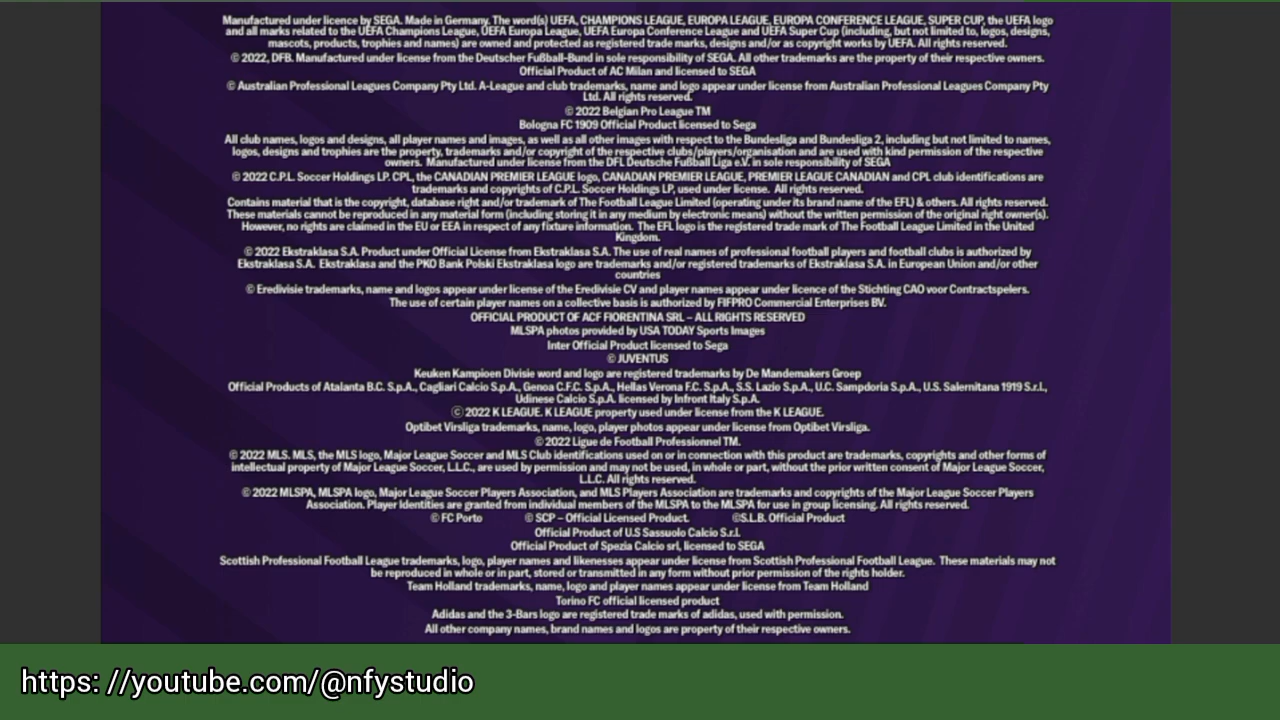 Manufactured under licence by SEGA. Made in Germany. The word(s) UEFA, CHAMPIONS LEAGUE, EUROPA LEAGUE, EUROPA CONFERENCE LEAGUE, SUPER CUP, the UEFA logo
and all marks related to the UEFA Champions League, UEFA Europa League, UEFA Europa Conference League and UEFA Super Cup (including, but not limited to, logos, designs,
mascots, products, trophies and names) are owned and protected as registered trade marks, designs and/or as copyright works by UEFA. All rights reserved.
© 2022, DFB. Manufactured under license from the Deutscher Fußball-Bund in sole responsibility of SEGA. All other trademarks are the property of their respective owners.
Official Product of AC Milan and licensed to SEGA
© Australian Professional Leagues Company Pty Ltd. A-League and club trademarks, name and logo appear under license from Australian Professional Leagues Company Pty
Ltd. All rights reserved.
© 2022 Belgian Pro League TM
Bologna FC 1909 Official Product licensed to Sega
All club names, logos and designs, all player names and images, as well as all other images with respect to the Bundesliga and Bundesliga 2, including but not limited to names,
logos, designs and trophies are the property, trademarks and/or copyright of the respective clubs/players/organisation and are used with kind permission of the respective
owners. Manufactured under license from the DFL Deutsche Fußball Liga e.V. in sole responsibility of SEGA
© 2022 C.P.L. Soccer Holdings LP. CPL, the CANADIAN PREMIER LEAGUE logo, CANADIAN PREMIER LEAGUE, PREMIER LEAGUE CANADIAN and CPL club identifications are
trademarks and copyrights of C.P.L. Soccer Holdings LP, used under license. All rights reserved.
Contains material that is the copyright, database right and/or trademark of The Football League Limited (operating under its brand name of the EFL) & others. All rights reserved.
These materials cannot be reproduced in any material form (including storing it in any medium by electronic means) without the written permission of the original right owner(s).
However, no rights are claimed in the EU or EEA in respect of any fixture information. The EFL logo is the registered trade mark of The Football League Limited in the United
Kingdom.
© 2022 Ekstraklasa S.A. Product under Official License from Ekstraklasa S.A. The use of real names of professional football players and football clubs is authorized by
Ekstraklasa S.A. Ekstraklasa and the PKO Bank Polski Ekstraklasa logo are trademarks and/or registered trademarks of Ekstraklasa S.A. in European Union and/or other
countries
© Eredivisie trademarks, name and logos appear under license of the Eredivisie CV and player names appear under licence of the Stichting CAO voor Contractspelers.
The use of certain player names on a collective basis is authorized by FIFPRO Commercial Enterprises BV.
OFFICIAL PRODUCT OF ACF FIORENTINA SRL – ALL RIGHTS RESERVED
MLSPA photos provided by USA TODAY Sports Images
Inter Official Product licensed to Sega
© JUVENTUS
Keuken Kampioen Divisie word and logo are registered trademarks by De Mandemakers Groep
Official Products of Atalanta B.C. S.p.A., Cagliari Calcio S.p.A., Genoa C.F.C. S.p.A., Hellas Verona F.C. S.p.A., S.S. Lazio S.p.A., U.C. Sampdoria S.p.A., U.S. Salernitana 1919 S.r.l.,
Udinese Calcio S.p.A. licensed by Infront Italy S.p.A.
© 2022 K LEAGUE. K LEAGUE property used under license from the K LEAGUE.
Optibet Virsliga trademarks, name, logo, player photos appear under license from Optibet Virsliga.
© 2022 Ligue de Football Professionnel TM.
© 2022 MLS. MLS, the MLS logo, Major League Soccer and MLS Club identifications used on or in connection with this product are trademarks, copyrights and other forms of
intellectual property of Major League Soccer, L.L.C., are used by permission and may not be used, in whole or part, without the prior written consent of Major League Soccer,
L.L.C. All rights reserved.
© 2022 MLSPA, MLSPA logo, Major League Soccer Players Association, and MLS Players Association are trademarks and copyrights of the Major League Soccer Players
Association. Player Identities are granted from individual members of the MLSPA to the MLSPA for use in group licensing. All rights reserved.
© FC Porto © SCP – Official Licensed Product. ©S.L.B. Official Product
Official Product of U.S Sassuolo Calcio S.r.l.
Official Product of Spezia Calcio srl, licensed to SEGA
Scottish Professional Football League trademarks, logo, player names and likenesses appear under license from Scottish Professional Football League. These materials may not
be reproduced in whole or in part, stored or transmitted in any form without prior permission of the rights holder.
Team Holland trademarks, name, logo and player names appear under license from Team Holland
Torino FC official licensed product
Adidas and the 3-Bars logo are registered trade marks of adidas, used with permission.
All other company names, brand names and logos are property of their respective owners.
https: //youtube.com/@nfystudio